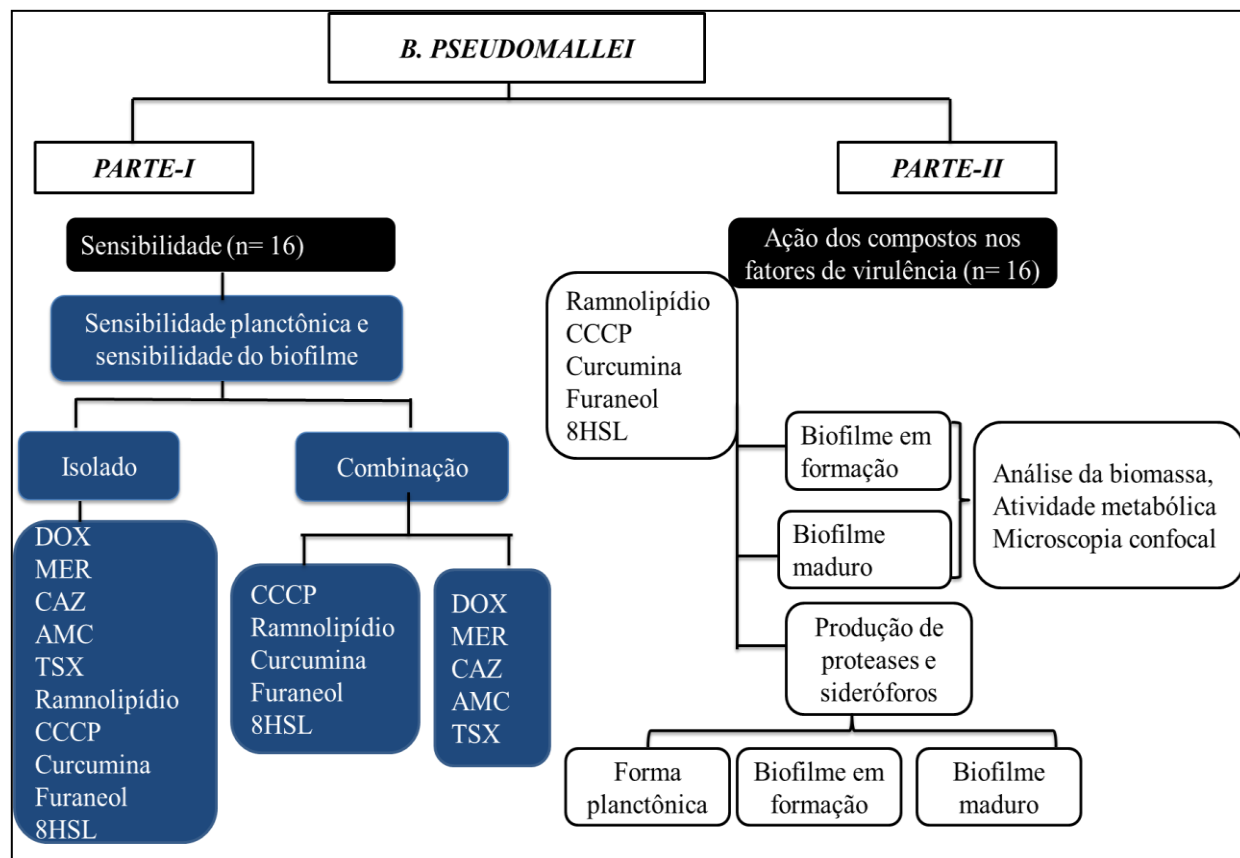 B. PSEUDOMALLEI
PARTE-I
Sensibilidade (n= 16)
Sensibilidade planctônica e
sensibilidade do biofilme
Isolado
DOX
MER
CAZ
AMC
TSX
Ramnolipídio
CCCP
Curcumina
Furaneol
8HSL
Combinação
CCCP
Ramnolipídio
Curcumina
Furaneol
8HSL
DOX
MER
CAZ
AMC
TSX
PARTE-II
Ação dos compostos nos
fatores de virulência (n= 16)
Ramnolipídio
CCCP
Curcumina
Furaneol
8HSL
Biofilme em
formação
Biofilme
maduro
Análise da biomassa,
Atividade metabólica
Microscopia confocal
Produção de
proteases e
sideróforos
Forma
planctônica
Biofilme em
formação
Biofilme
maduro